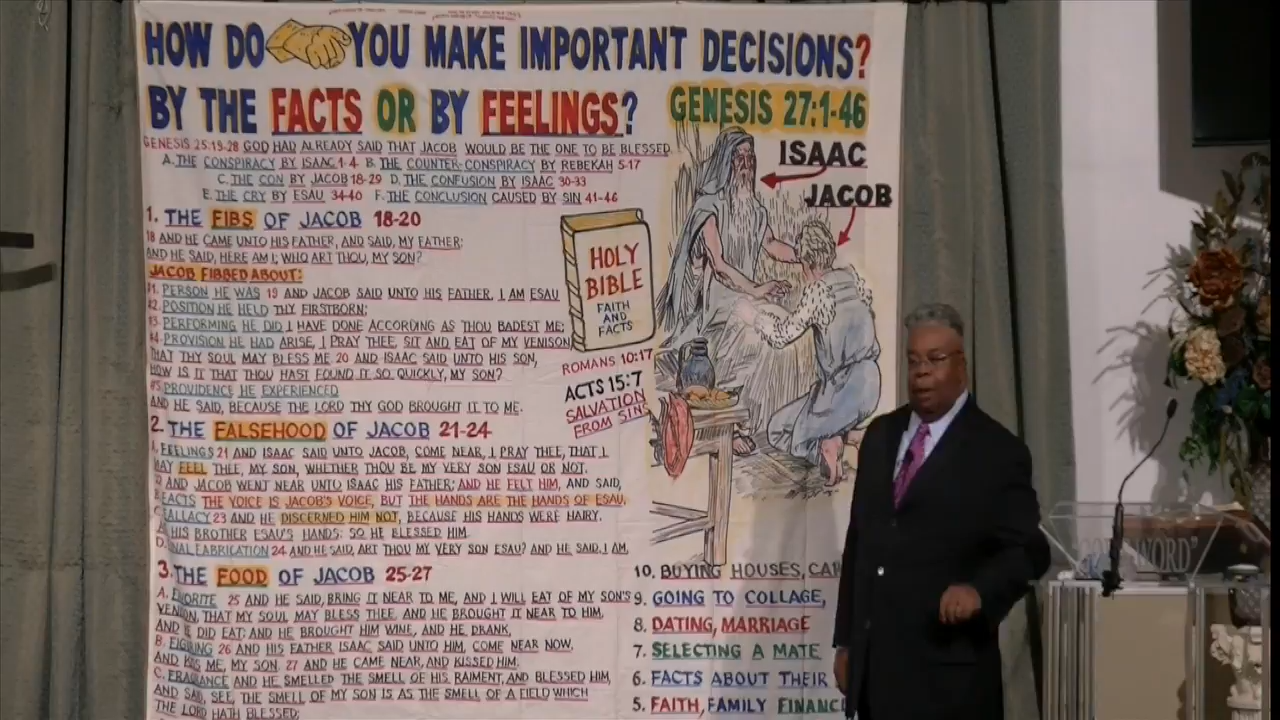 HOW DO YOU MAKE IMPORTANT DECISIONS?
BY THE FACTS OR BY FEELINGS? GENESIS 27:1-46
GENESIS 25:19-28 GOD HAD ALREADY SAID THAT JACOB WOULD BE THE ONE TO BE BLESSED
A. THE CONSPIRACY BY ISAAC 1-4 B. THE COUNTER-CONSPIRACY BY REBEKAH 5-17
C. THE CON BY JACOB 18-29 D. THE CONFUSION BY ISAAC 30-33
E. THE CRY BY ESAU 34-40 F. THE CONCLUSION CAUSED BY SIN 41-46
1. THE FIBS OF JACOB 18-20
18 AND HE CAME UNTO HIS FATHER, AND SAID, MY FATHER:
AND HE SAID, HERE AM I; WHO ART THOU, MY SON?
JACOB FIBBED ABOUT:
#1. PERSON HE WAS 19 AND JACOB SAID UNTO HIS FATHER, I AM ESAU
#2. POSITION HE HELD THY FIRSTBORN;
#3. PERFORMING HE DID I HAVE DONE ACCORDING AS THOU BADEST ME;
#4. PROVISION HE HAD ARISE, I PRAY THEE, SIT AND EAT OF MY VENISON,
THAT THY SOUL MAY BLESS ME. 20 AND ISAAC SAID UNTO HIS SON,
HOW IS IT THAT THOU HAST FOUND IT SO QUICKLY, MY SON?
#5. PROVIDENCE HE EXPERIENCED
AND HE SAID, BECAUSE THE LORD THY GOD BROUGHT IT TO ME.
2. THE FALSEHOOD OF JACOB 21-24
A. FEELINGS 21 AND ISAAC SAID UNTO JACOB, COME NEAR, I PRAY THEE, THAT I
MAY FEEL THEE, MY SON, WHETHER THOU BE MY VERY SON ESAU OR NOT.
22 AND JACOB WENT NEAR UNTO ISAAC HIS FATHER; AND HE FELT HIM, AND SAID,
FACTS THE VOICE IS JACOB'S VOICE, BUT THE HANDS ARE THE HANDS OF ESAU.
FALLACY 23 AND HE DISCERNED HIM NOT, BECAUSE HIS HANDS WERE HAIRY,
AS HIS BROTHER ESAU'S HANDS: SO HE BLESSED HIM.
D. FABRICATION 24 AND HE SAID, ART THOU MY VERY SON ESAU? AND HE SAID, I AM.
3. THE FOOD OF JACOB 25-27
A. FAVORITE 25 AND HE SAID, BRING IT NEAR TO ME, AND I WILL EAT OF MY SON'S
VENISON, THAT MY SOUL MAY BLESS THEE. AND HE BROUGHT IT NEAR TO HIM,
AND HE DID EAT: AND HE BROUGHT HIM WINE, AND HE DRANK.
B. 26 AND HIS FATHER ISAAC SAID UNTO HIM, COME NEAR NOW,
AND KISS ME, MY SON. 27 AND HE CAME NEAR, AND KISSED HIM:
C. FRAGRANCE AND HE SMELLED THE SMELL OF HIS RAIMENT, AND BLESSED HIM,
AND SAID, SEE, THE SMELL OF MY SON IS AS THE SMELL OF A FIELD WHICH
THE LORD HATH BLESSED:
ISAAC
JACOB
HOLY
BIBLE
FAITH
AND
FACTS
ROMANS 10:17
ACTS 15:7
SALVATION
FROM SIN
10. BUYING HOUSES, CAR
9. GOING TO COLLAGE,
8. DATING, MARRIAGE
7. SELECTING A MATE
6. FACTS ABOUT THEIR
5. FAITH, FAMILY FINANC
WORD"